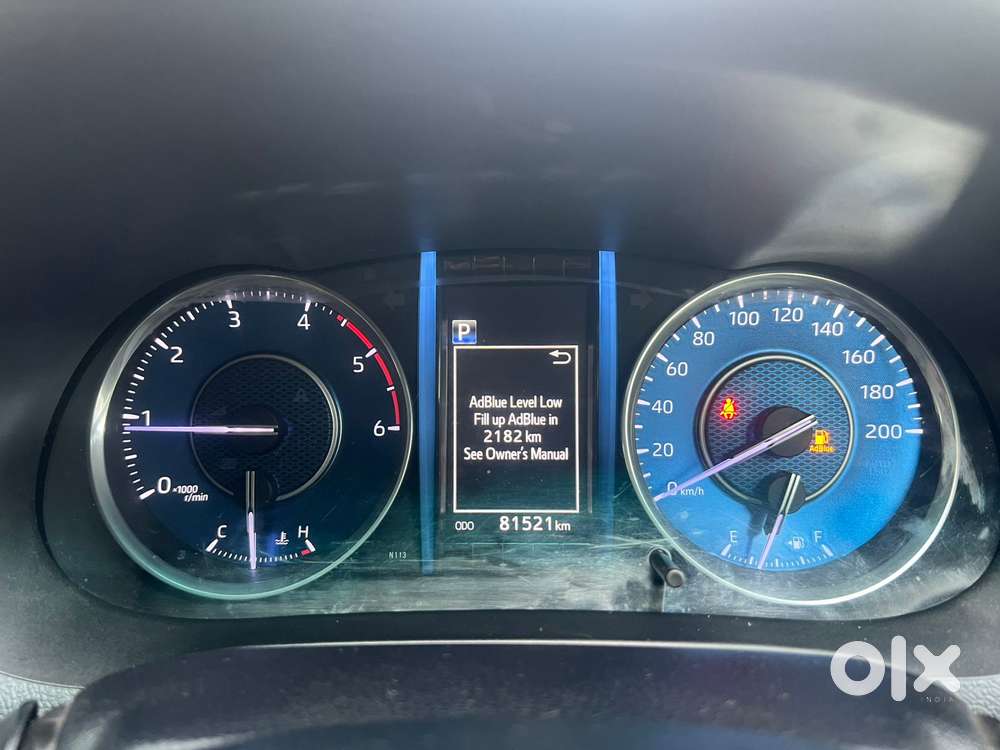 0
1
2
3
4
5
6
×1000
r/min
C
H
N113
P
AdBlue Level Low
Fill up AdBlue in
2182 km
See Owner's Manual
ODO 81521 km
0
20
40
60
80
100
120
140
160
180
200
km/h
AdBlue
E
F
olx
INDIA